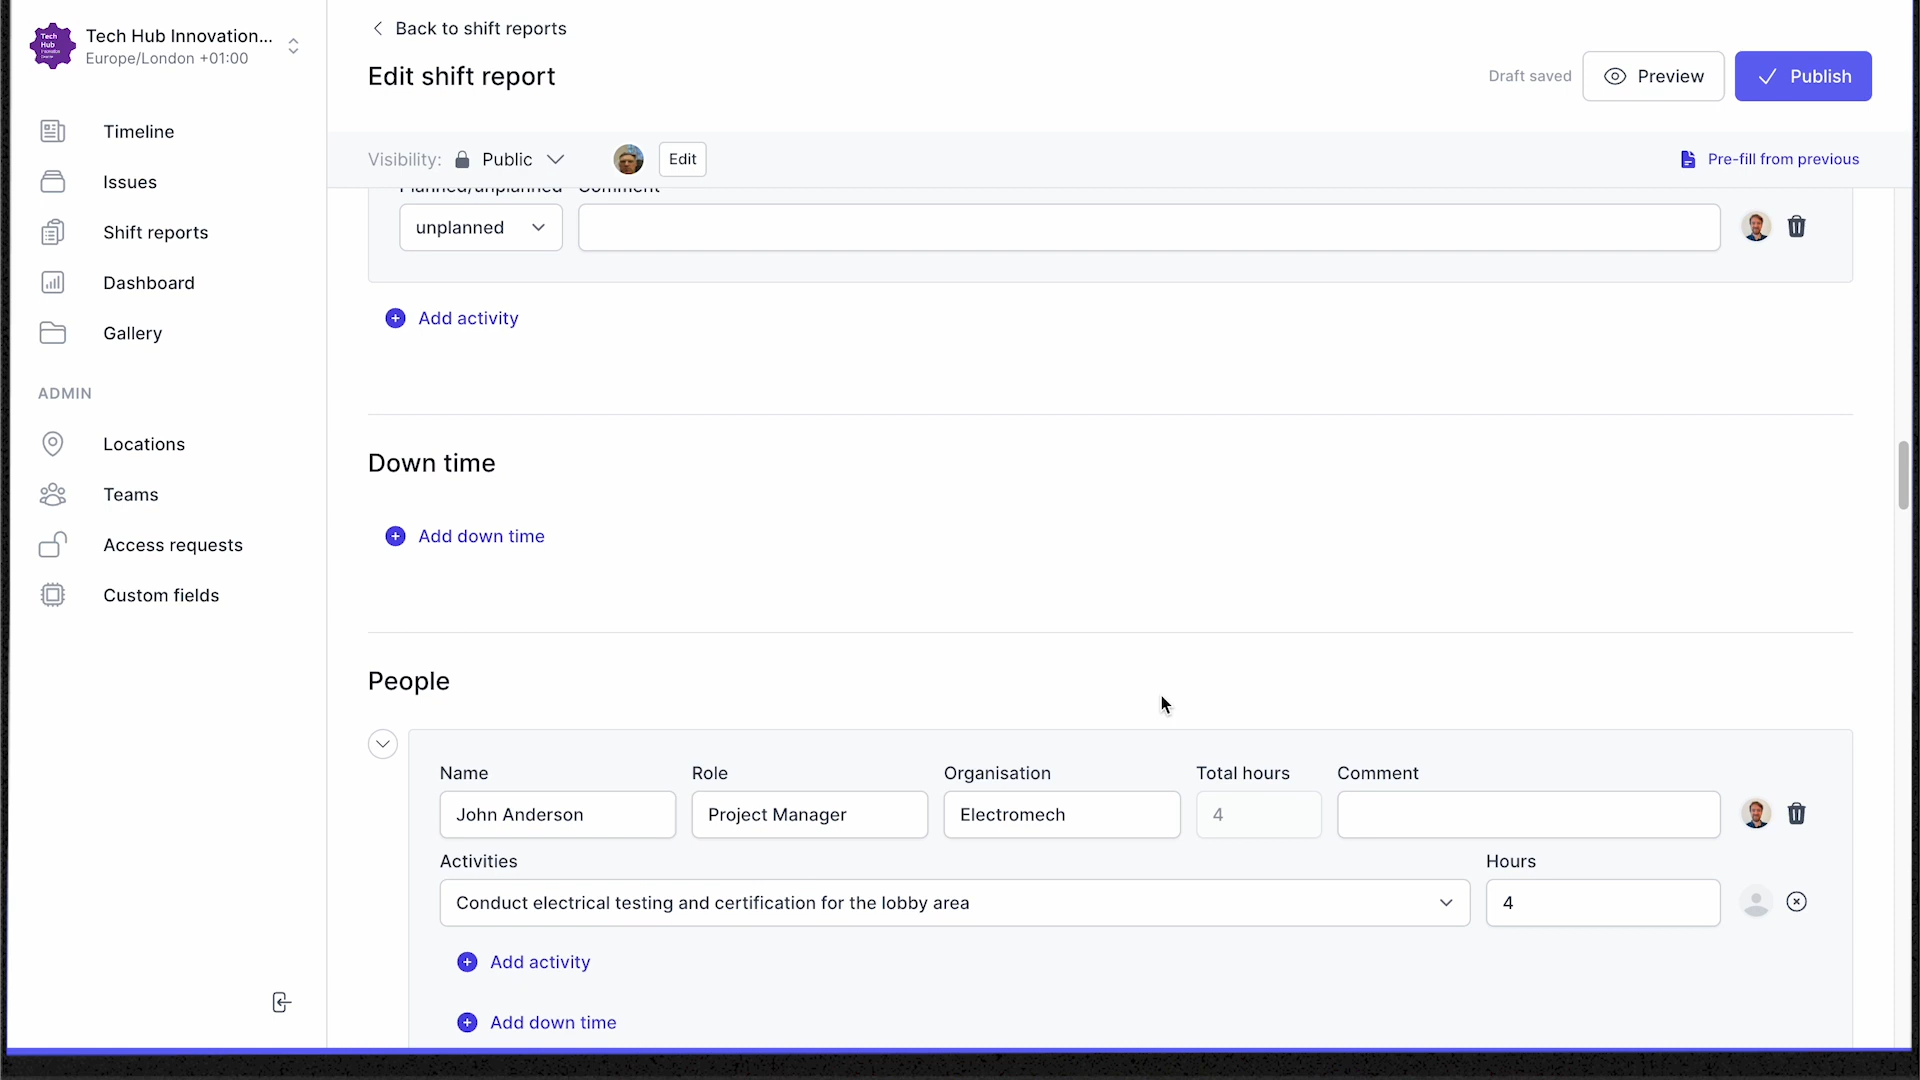 Tech Hub Innovation...
Europe/London +01:00
Timeline
Issues
Shift reports
Dashboard
Gallery
ADMIN
Locations
Teams
Access requests
Custom fields
Back to shift reports
Edit shift report
Draft saved
Preview
Publish
Visibility: Public
Edit
Pre-fill from previous
Planned/unplanned Comment
unplanned
Add activity
Down time
Add down time
People
Name Role Organisation Total hours Comment
John Anderson Project Manager Electromech 4
Activities Hours
Conduct electrical testing and certification for the lobby area 4
Add activity
Add down time